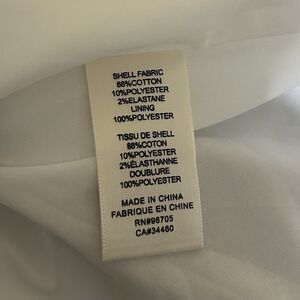 SHELL FABRIC
88%COTTON
10%POLYESTER
2%ELASTANE
LINING
100%POLYESTER
TISSU DE SHELL
88%COTON
10%POLYESTER
2%ÉLASTHANNE
DOUBLURE
100%POLYESTER
MADE IN CHINA
FABRIQUE EN CHINE
RN#96705
CA#34460